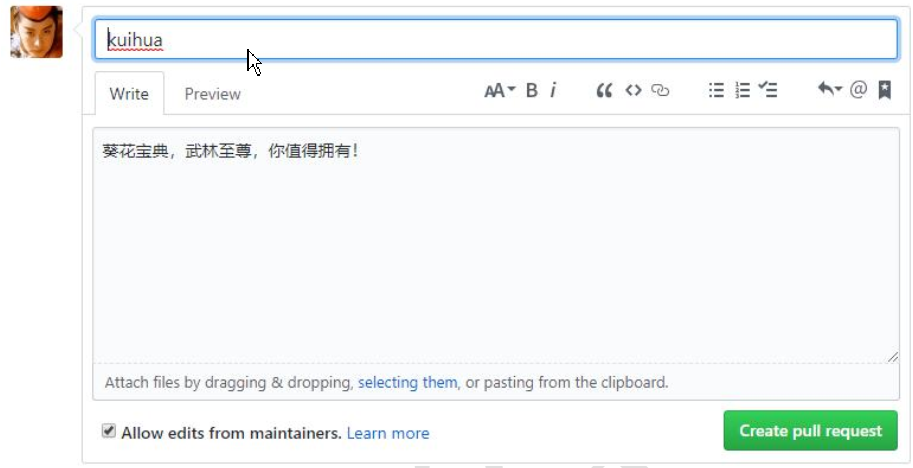 kuihua
Write Preview AA B i @
葵花宝典，武林至尊，你值得拥有！
Attach files by dragging & dropping, selecting them, or pasting from the clipboard.
Allow edits from maintainers. Learn more
Create pull request